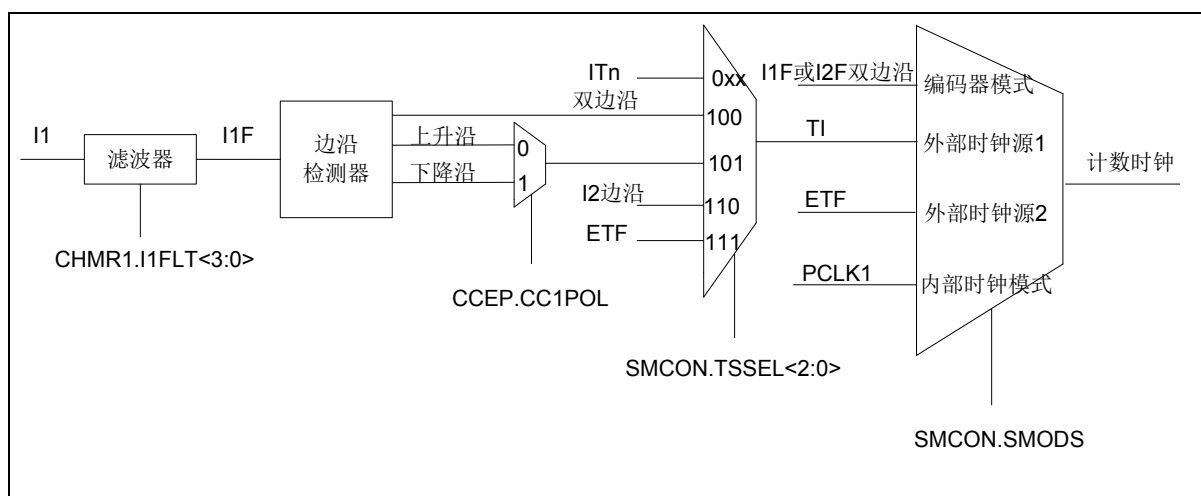 I1
滤波器
I1F
CHMR1.I1FLT<3:0>
边沿
检测器
双边沿
上升沿
下降沿
0
1
CCEP.CC1POL
ITn
I2边沿
ETF
0xx
100
101
110
111
SMCON.TSSEL<2:0>
I1F或I2F双边沿
TI
ETF
PCLK1
编码器模式
外部时钟源1
外部时钟源2
内部时钟模式
计数时钟
SMCON.SMODS